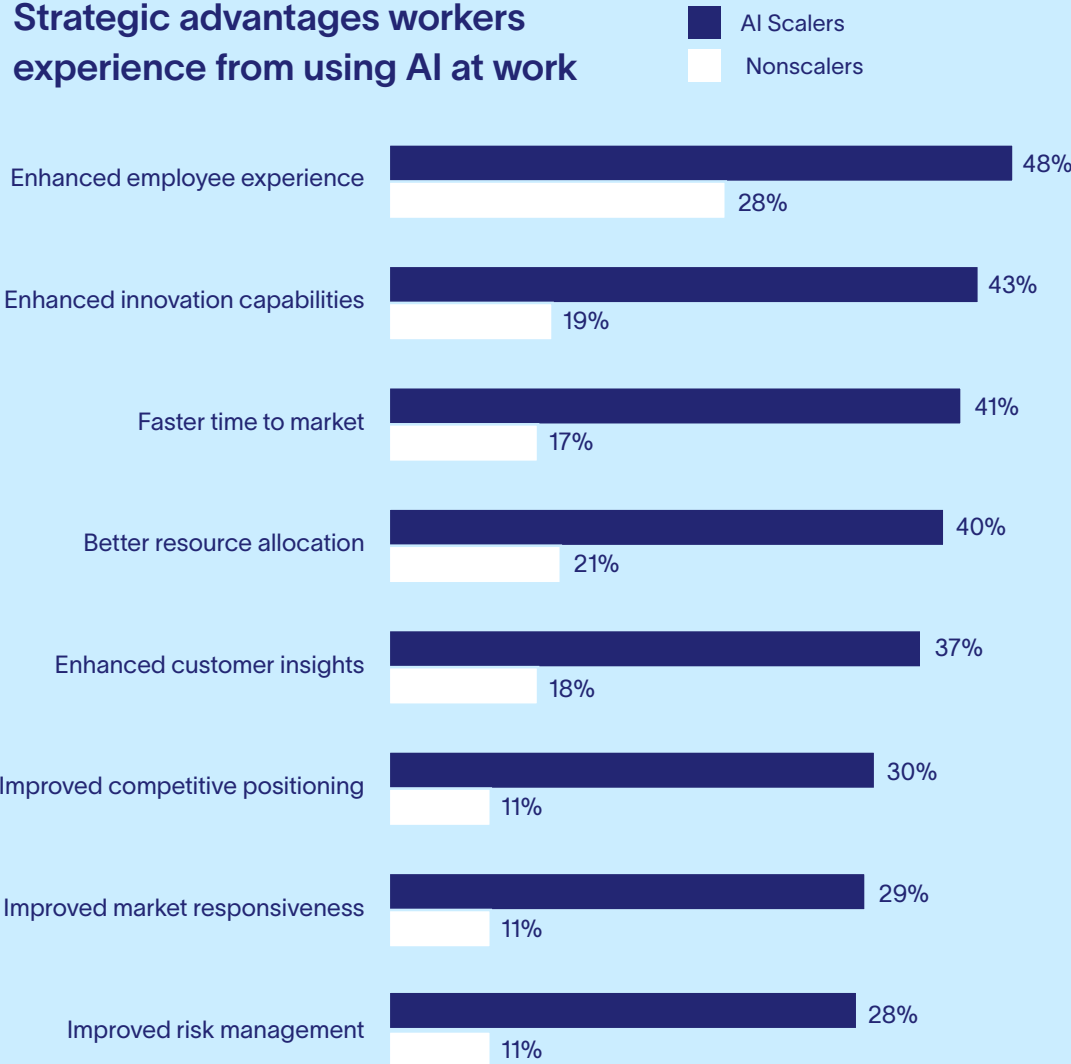 Strategic advantages workers
experience from using AI at work
AI Scalers
Nonscalers
Enhanced employee experience
48%
28%
Enhanced innovation capabilities
43%
19%
Faster time to market
41%
17%
Better resource allocation
40%
21%
Enhanced customer insights
37%
18%
Improved competitive positioning
30%
11%
Improved market responsiveness
29%
11%
Improved risk management
28%
11%